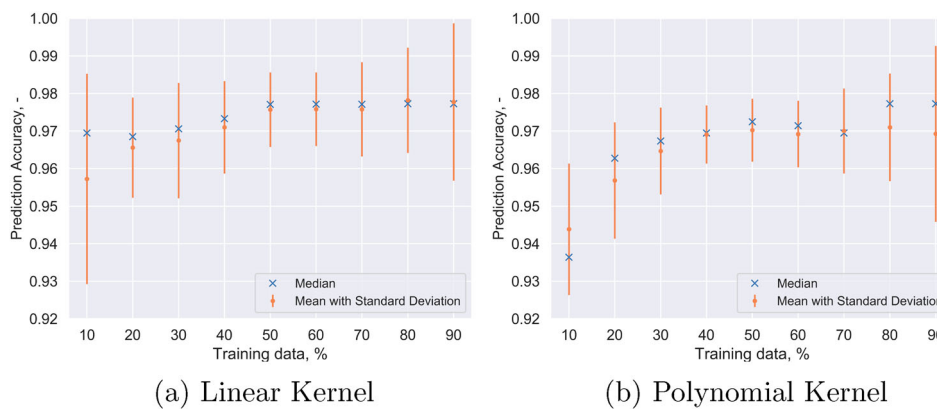 1.00
0.99
0.98
0.97
0.96
0.95
0.94
0.93
0.92
Prediction Accuracy, -
Median
Mean with Standard Deviation
10 20 30 40 50 60 70 80 90
Training data, %
(a) Linear Kernel
1.00
0.99
0.98
0.97
0.96
0.95
0.94
0.93
0.92
Prediction Accuracy, -
Median
Mean with Standard Deviation
10 20 30 40 50 60 70 80 90
Training data, %
(b) Polynomial Kernel